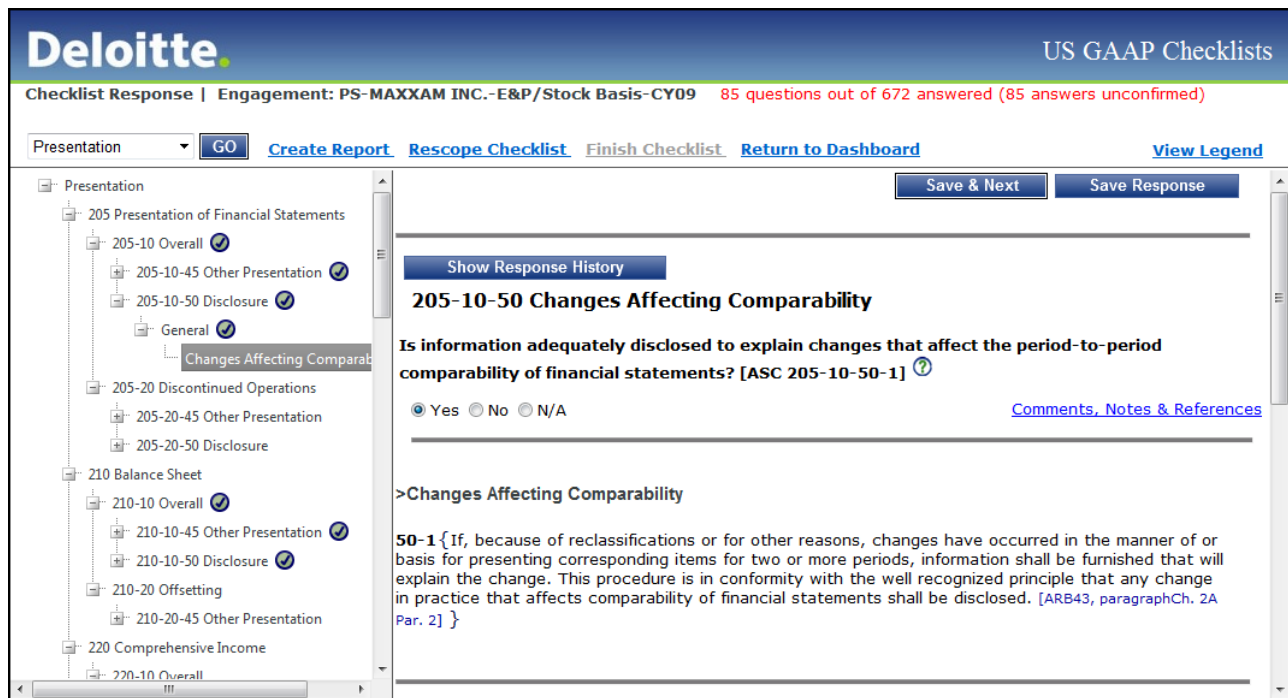 Deloitte.
US GAAP Checklists
Checklist Response | Engagement: PS-MAXXAM INC.-E&P/Stock Basis-CY09 85 questions out of 672 answered (85 answers unconfirmed)
Presentation GO Create Report Rescope Checklist Finish Checklist Return to Dashboard View Legend
Presentation
205 Presentation of Financial Statements
205-10 Overall
205-10-45 Other Presentation
205-10-50 Disclosure
General
Changes Affecting Comparab
205-20 Discontinued Operations
205-20-45 Other Presentation
205-20-50 Disclosure
210 Balance Sheet
210-10 Overall
210-10-45 Other Presentation
210-10-50 Disclosure
210-20 Offsetting
210-20-45 Other Presentation
220 Comprehensive Income
220-10 Overall
Save & Next Save Response
Show Response History
205-10-50 Changes Affecting Comparability
Is information adequately disclosed to explain changes that affect the period-to-period
comparability of financial statements? [ASC 205-10-50-1] ?
Yes No N/A Comments, Notes & References
>Changes Affecting Comparability
50-1{If, because of reclassifications or for other reasons, changes have occurred in the manner of or
basis for presenting corresponding items for two or more periods, information shall be furnished that will
explain the change. This procedure is in conformity with the well recognized principle that any change
in practice that affects comparability of financial statements shall be disclosed. [ARB43, paragraphCh. 2A
Par. 2] }